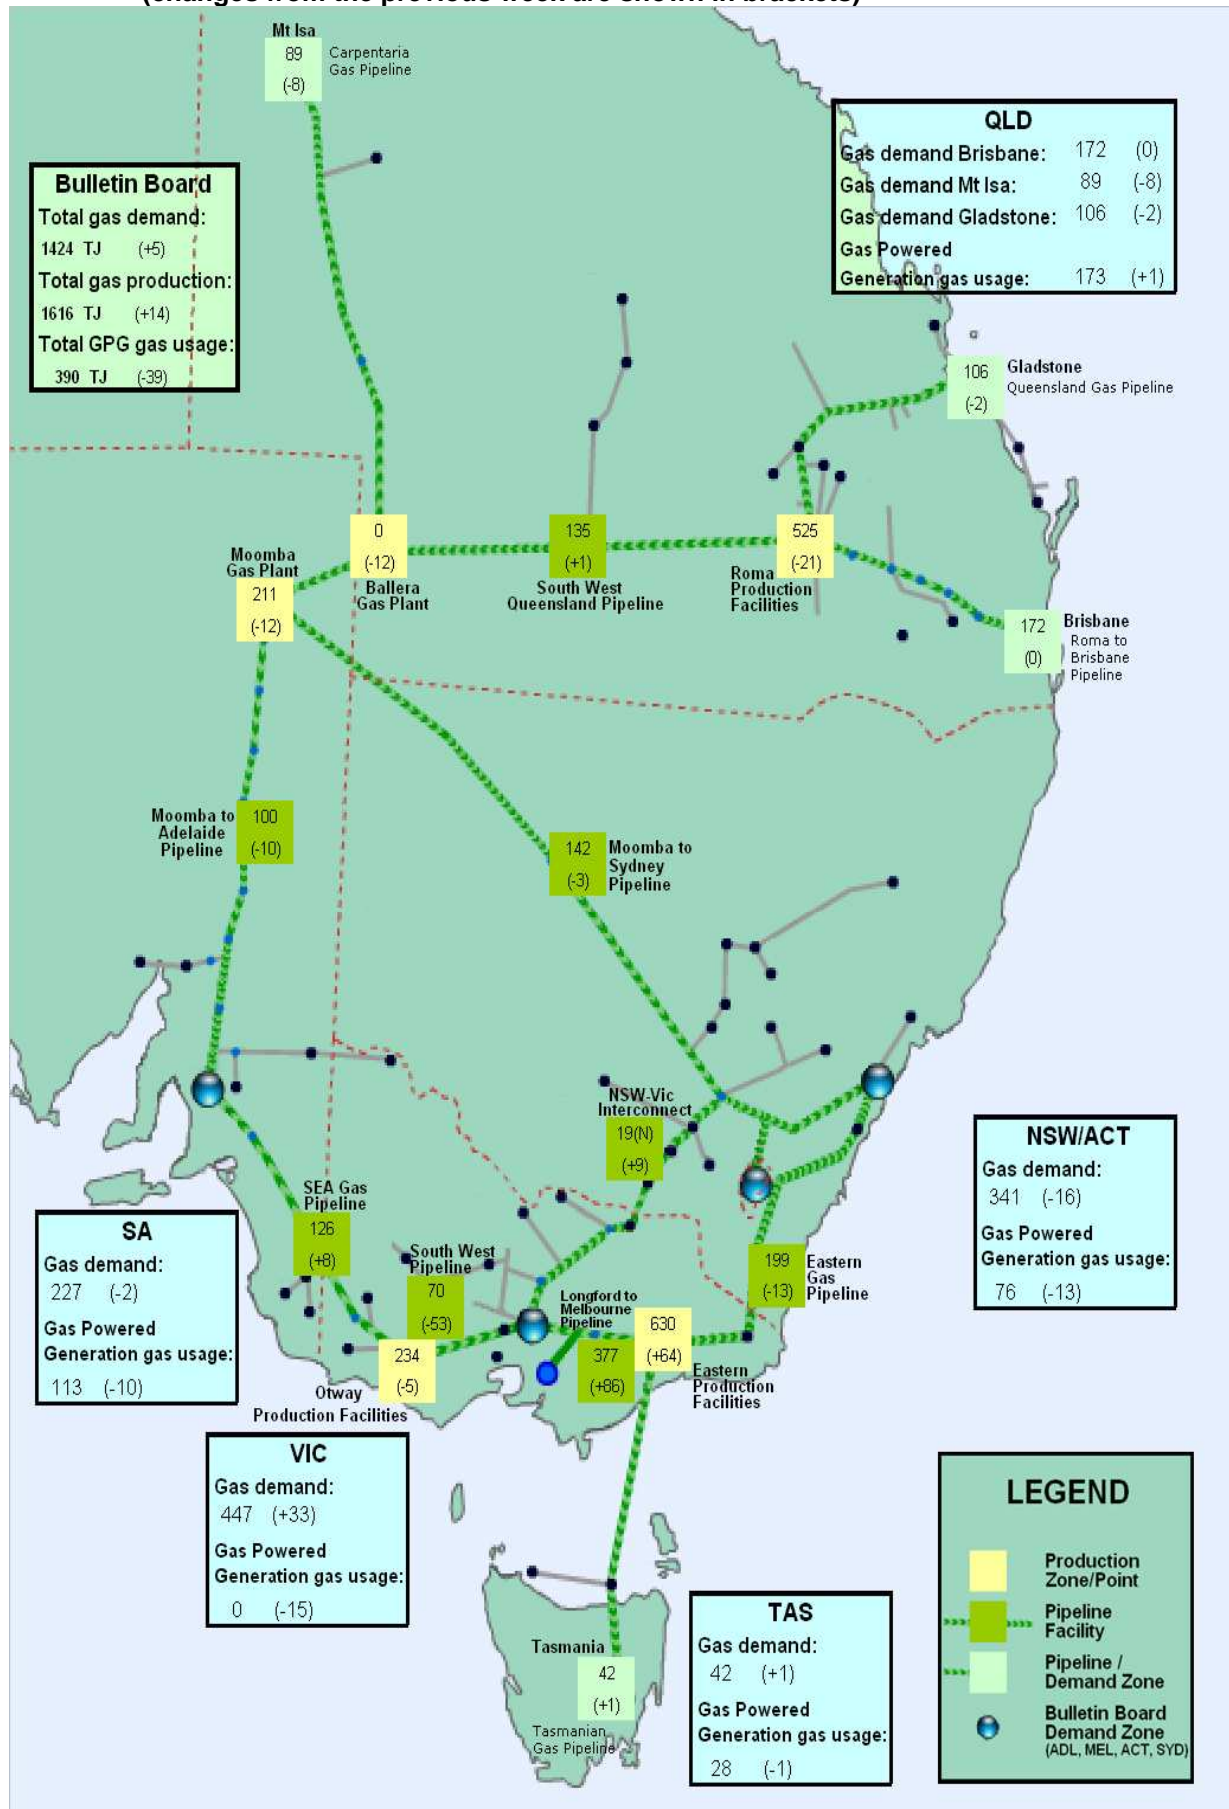 (changes from the previous week are shown in brackets)
Mt Isa
89
(-8)
Carpentaria
Gas Pipeline
QLD
Gas demand Brisbane: 172 (0)
Gas demand Mt Isa: 89 (-8)
Gas demand Gladstone: 106 (-2)
Gas Powered
Generation gas usage: 173 (+1)
Bulletin Board
Total gas demand:
1424 TJ (+5)
Total gas production:
1616 TJ (+14)
Total GPG gas usage:
390 TJ (-39)
106
(-2)
Gladstone
Queensland Gas Pipeline
0
(-12)
Ballera
Gas Plant
135
(+1)
South West
Queensland Pipeline
525
(-21)
Roma
Production
Facilities
Moomba
Gas Plant
211
(-12)
172
(0)
Brisbane
Roma to
Brisbane
Pipeline
Moomba to
Adelaide
Pipeline
100
(-10)
142
(-3)
Moomba to
Sydney
Pipeline
NSW-Vic
Interconnect
19(N)
(+9)
NSW/ACT
Gas demand:
341 (-16)
Gas Powered
Generation gas usage:
76 (-13)
SEA Gas
Pipeline
126
(+8)
SA
Gas demand:
227 (-2)
Gas Powered
Generation gas usage:
113 (-10)
South West
Pipeline
70
(-53)
199
(-13)
Eastern
Gas
Pipeline
Longford to
Melbourne
Pipeline
377
(+86)
630
(+64)
Eastern
Production
Facilities
234
(-5)
Otway
Production Facilities
VIC
Gas demand:
447 (+33)
Gas Powered
Generation gas usage:
0 (-15)
TAS
Gas demand:
42 (+1)
Gas Powered
Generation gas usage:
28 (-1)
Tasmania
42
(+1)
Tasmanian
Gas Pipeline
LEGEND
Production
Zone/Point
Pipeline
Facility
Pipeline /
Demand Zone
Bulletin Board
Demand Zone
(ADL, MEL, ACT, SYD)